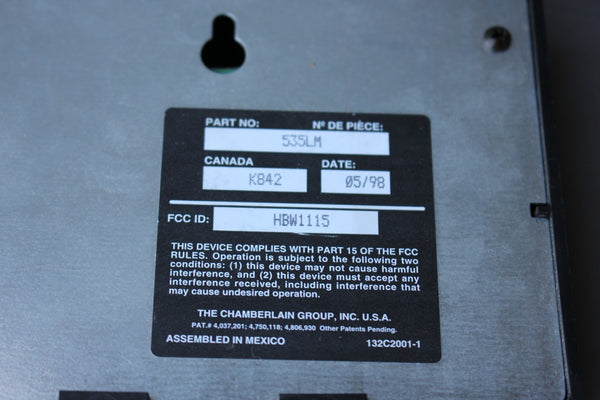 PART NO: Nº DE PIÈCE:
535LM
CANADA DATE:
K842 05/98
FCC ID: HBW1115
THIS DEVICE COMPLIES WITH PART 15 OF THE FCC
RULES. Operation is subject to the following two
conditions: (1) this device may not cause harmful
interference, and (2) this device must accept any
interference received, including interference that
may cause undesired operation.
THE CHAMBERLAIN GROUP, INC. U.S.A.
PAT.# 4,037,201; 4,750,118; 4,806,930 Other Patents Pending.
ASSEMBLED IN MEXICO 132C2001-1